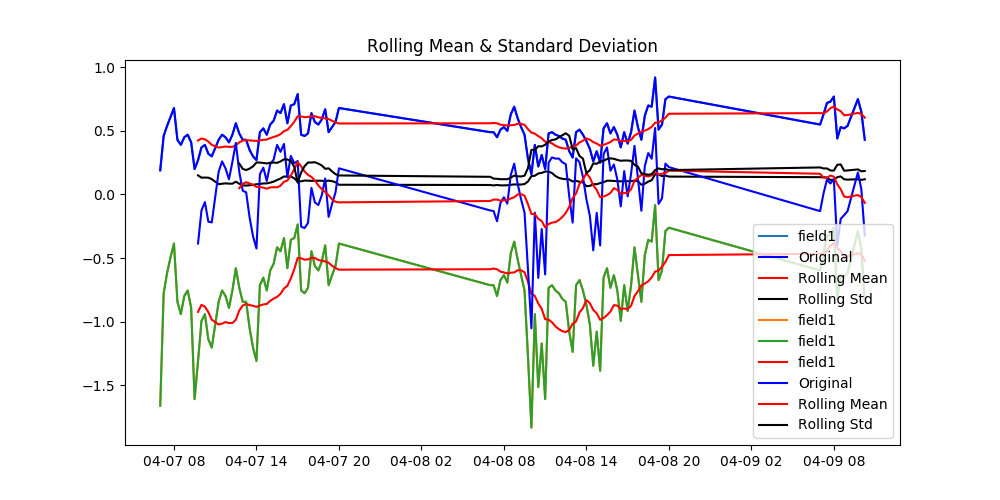 Rolling Mean & Standard Deviation
1.0
0.5
0.0
−0.5
−1.0
−1.5
field1
Original
Rolling Mean
Rolling Std
field1
field1
field1
Original
Rolling Mean
Rolling Std
04-07 08
04-07 14
04-07 20
04-08 02
04-08 08
04-08 14
04-08 20
04-09 02
04-09 08